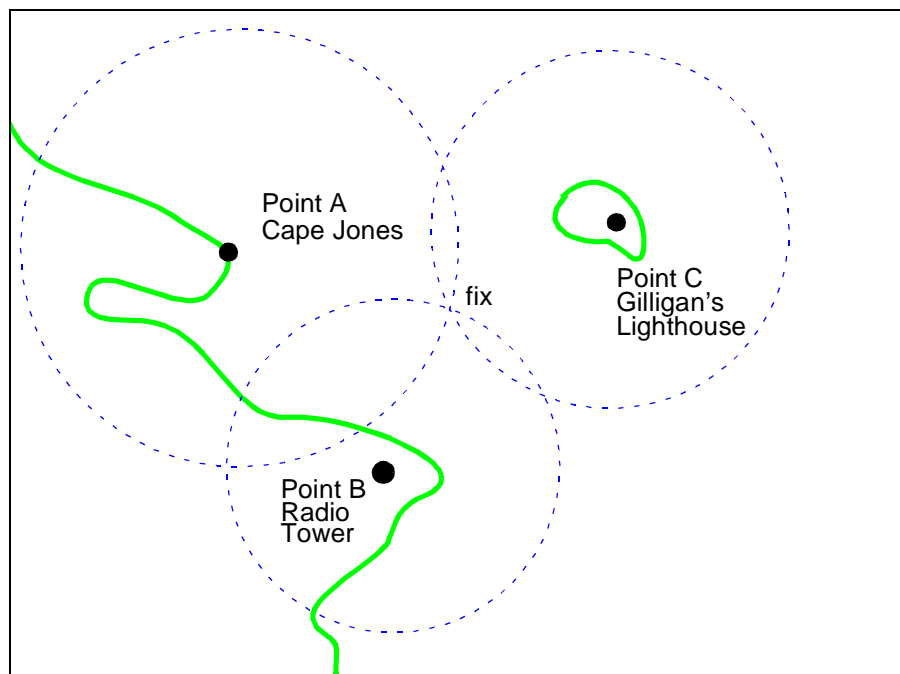 Point A
Cape Jones
fix
Point C
Gilligan’s
Lighthouse
Point B
Radio
Tower